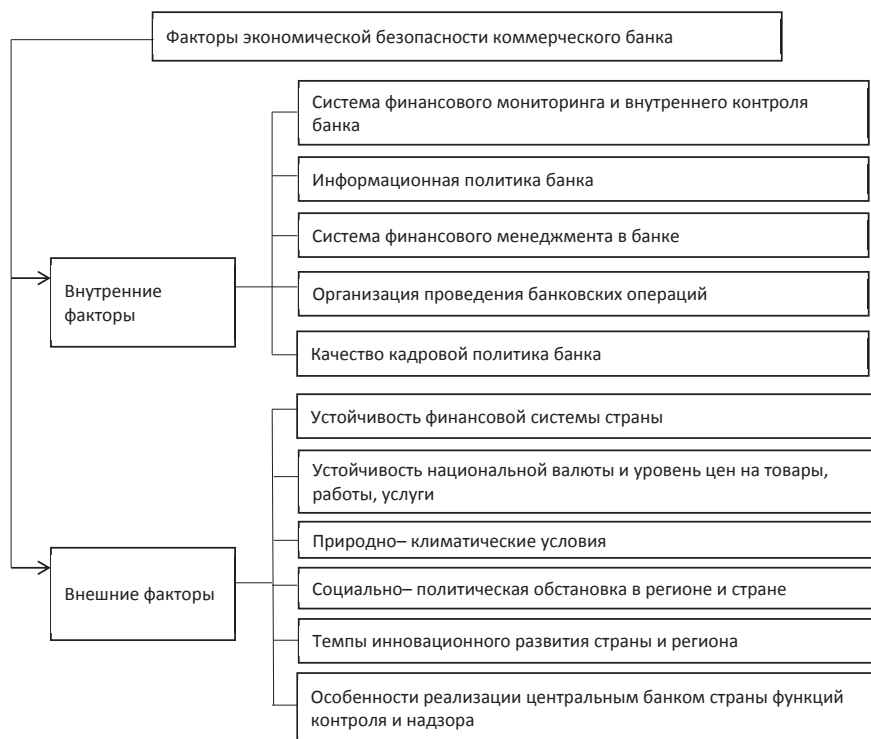 Факторы экономической безопасности коммерческого банка
Система финансового мониторинга и внутреннего контроля
банка
Информационная политика банка
Система финансового менеджмента в банке
Внутренние
факторы
Организация проведения банковских операций
Качество кадровой политика банка
Устойчивость финансовой системы страны
Устойчивость национальной валюты и уровень цен на товары,
работы, услуги
Природно– климатические условия
Внешние факторы
Социально– политическая обстановка в регионе и стране
Темпы инновационного развития страны и региона
Особенности реализации центральным банком страны функций
контроля и надзора